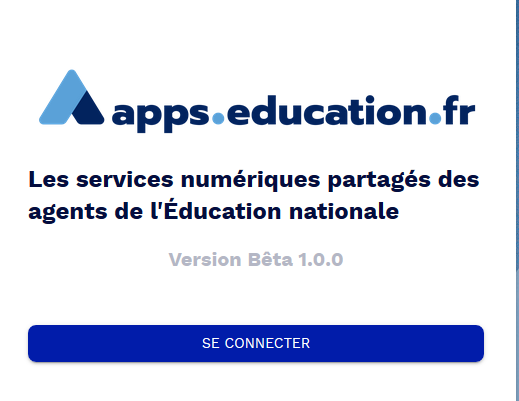 apps.education.fr
Les services numériques partagés des
agents de l'Éducation nationale
Version Bêta 1.0.0
SE CONNECTER